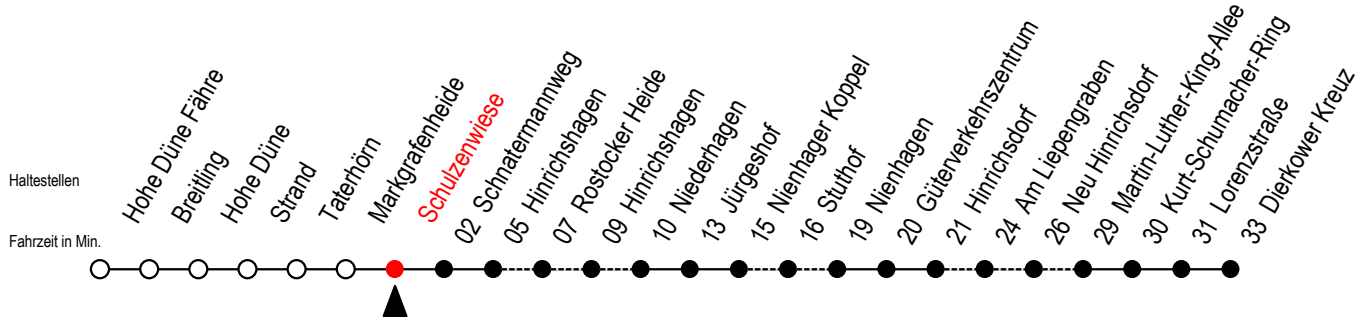 Haltestellen
Fahrzeit in Min.
Hohe Düne Fähre
Breitling
Hohe Düne
Strand
Taterhörn
Markgrafenheide
Schulzenwiese
02 Schnatermannweg
05 Hinrichshagen
07 Rostocker Heide
09 Hinrichshagen
10 Niederhagen
13 Jürgeshof
15 Nienhager Koppel
16 Stuthof
19 Nienhagen
20 Güterverkehrszentrum
21 Hinrichsdorf
24 Am Liepengraben
26 Neu Hinrichsdorf
29 Martin-Luther-King-Allee
30 Kurt-Schumacher-Ring
31 Lorenzstraße
33 Dierkower Kreuz